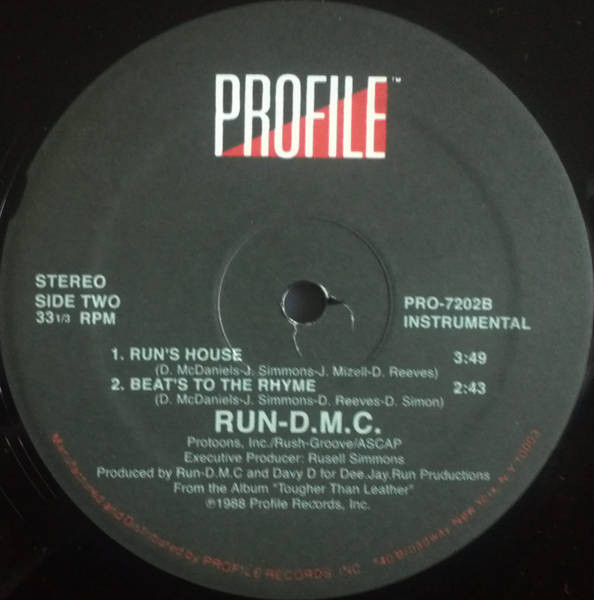 PROFILE™
STEREO
SIDE TWO
33 1/3 RPM
PRO-7202B
INSTRUMENTAL
1. RUN'S HOUSE 3:49
(D. McDaniels-J. Simmons-J. Mizell-D. Reeves)
2. BEAT'S TO THE RHYME 2:43
(D. McDaniels-J. Simmons-D. Reeves-D. Simon)
RUN-D.M.C.
Protoons, Inc./Rush-Groove/ASCAP
Executive Producer: Rusell Simmons
Produced by Run-D.M.C and Davy D for Dee.Jay.Run Pruductions
From the Album "Tougher Than Leather"
℗1988 Profile Records, Inc.
Manufactured and Distributed by PROFILE RECORDS, INC. 740 Broadway, New York, N.Y 10003